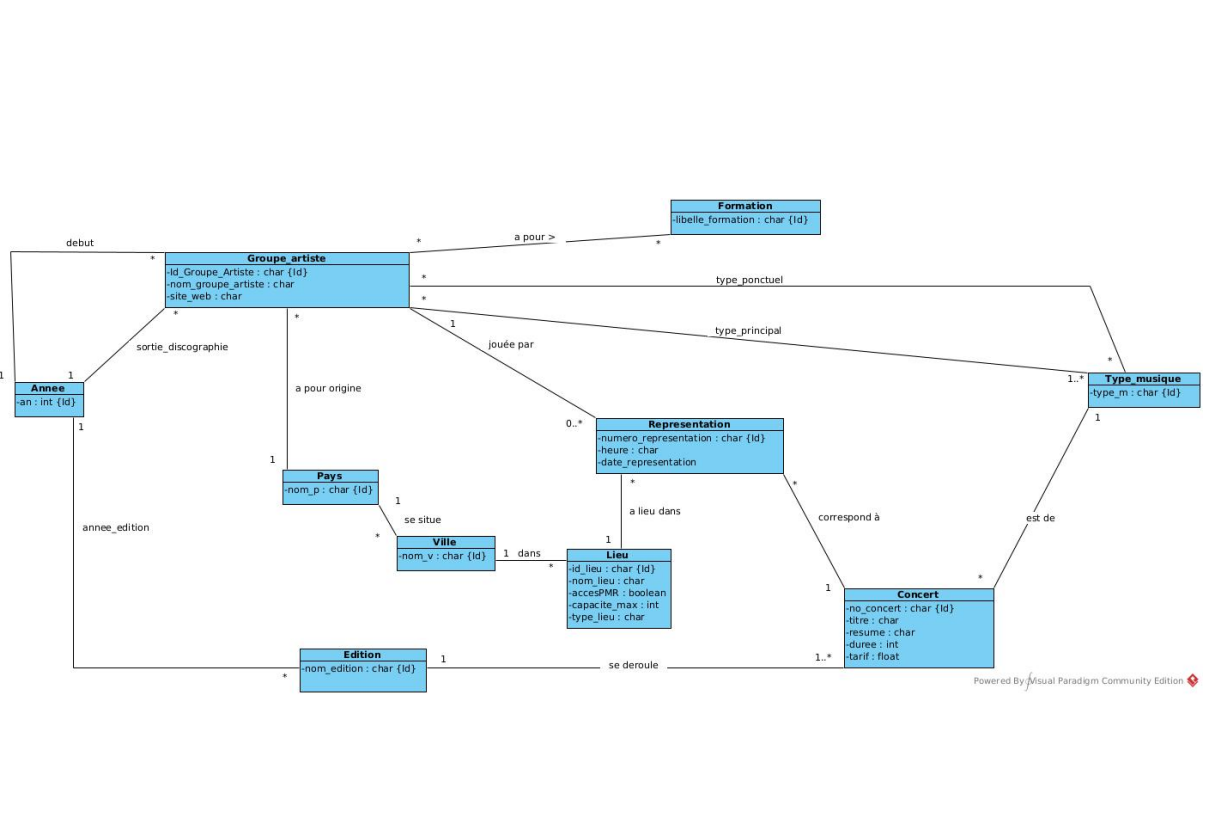 Formation
-libelle_formation : char {Id}
debut
*
*
a pour >
*
Groupe_artiste
-Id_Groupe_Artiste : char {Id}
-nom_groupe_artiste : char
-site_web : char
*
type_ponctuel
*
*
*
*
1
type_principal
jouée par
sortie_discographie
*
1
1
1..*
Type_musique
-type_m : char {Id}
Annee
-an : int {Id}
a pour origine
1
0..*
Representation
-numero_representation : char {Id}
-heure : char
-date_representation
1
1
Pays
-nom_p : char {Id}
1
*
*
se situe
a lieu dans
correspond à
est de
annee_edition
*
Ville
-nom_v : char {Id}
1 dans
*
1
Lieu
-id_lieu : char {Id}
-nom_lieu : char
-accesPMR : boolean
-capacite_max : int
-type_lieu : char
*
1
Concert
-no_concert : char {Id}
-titre : char
-resume : char
-duree : int
-tarif : float
Edition
-nom_edition : char {Id}
*
1
se deroule
1..*
Powered By Visual Paradigm Community Edition